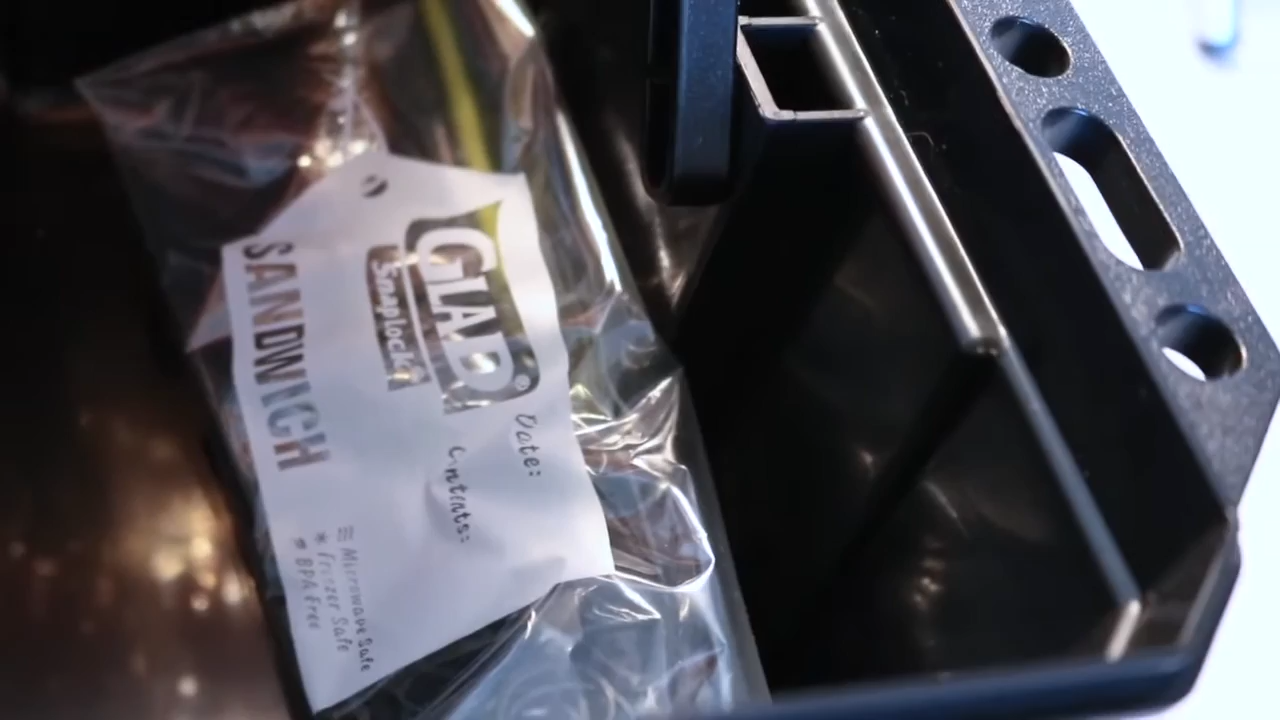 GLAD®
Snaplock®
SANDWICH
Date:
Contents:
Microwave Safe
Freezer Safe
BPA Free